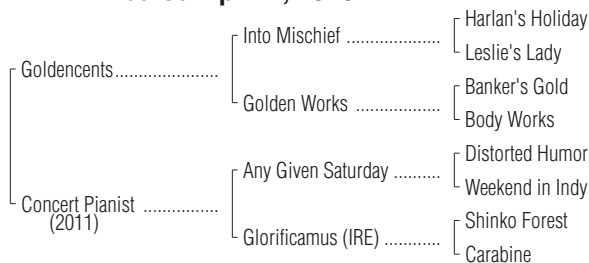 Harlan's Holiday
Into Mischief ....................
Leslie's Lady
Goldencents......................
Banker's Gold
Golden Works ..................
Body Works
Distorted Humor
Any Given Saturday ..........
Weekend in Indy
Concert Pianist ................
(2011)
Shinko Forest
Glorificamus (IRE) ............
Carabine